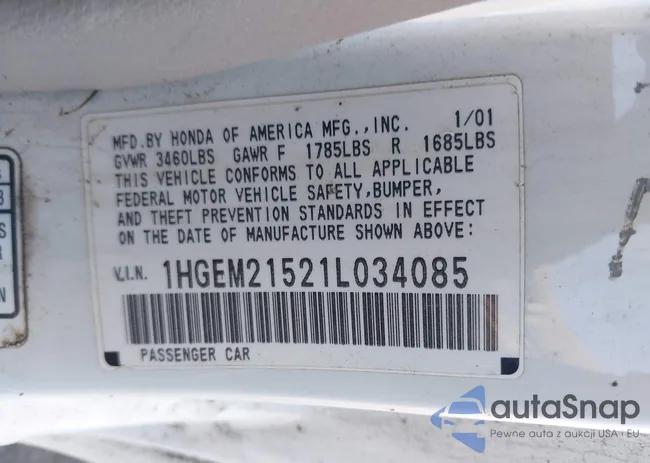 MFD.BY HONDA OF AMERICA MFG.,INC. 1/01
GVWR 3460LBS GAWR F 1785LBS R 1685LBS
THIS VEHICLE CONFORMS TO ALL APPLICABLE
FEDERAL MOTOR VEHICLE SAFETY,BUMPER,
AND THEFT PREVENTION STANDARDS IN EFFECT
ON THE DATE OF MANUFACTURE SHOWN ABOVE:
V.I.N. 1HGEM21521L034085
PASSENGER CAR
autaSnap
Pewne auta z aukcji USA i EU